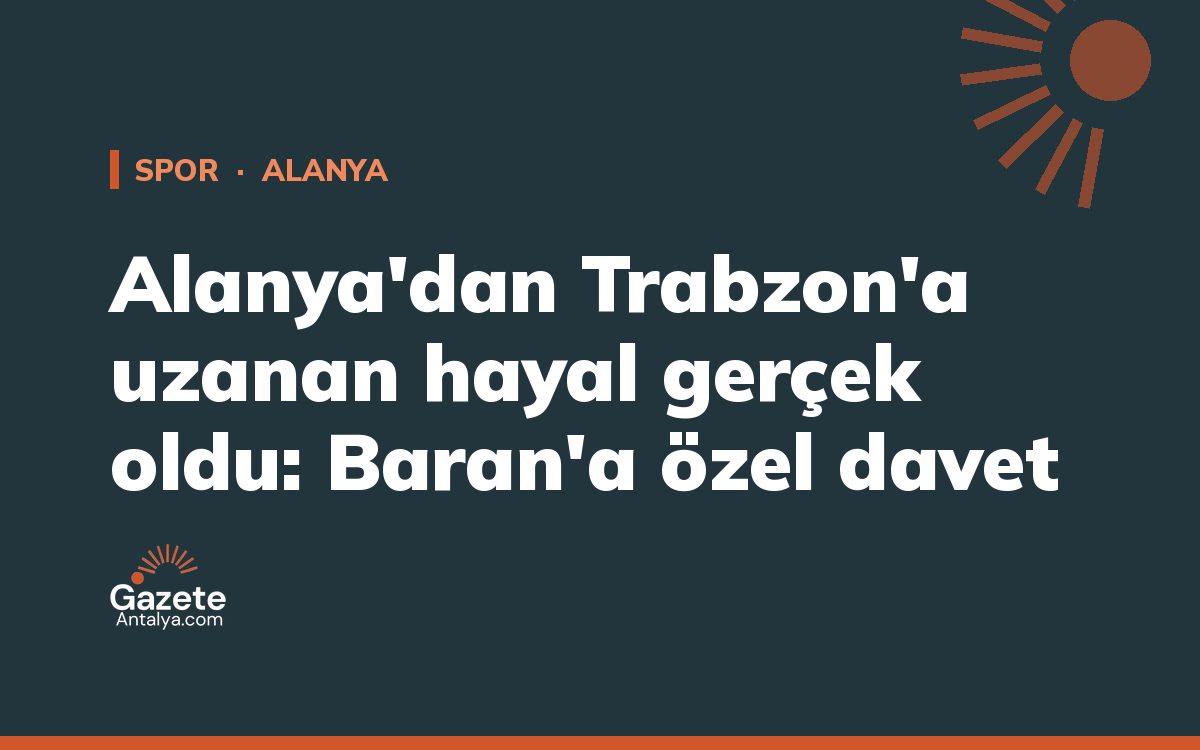 SPOR · ALANYA
Alanya'dan Trabzon'a
uzanan hayal gerçek
oldu: Baran'a özel davet
Gazete
Antalya.com